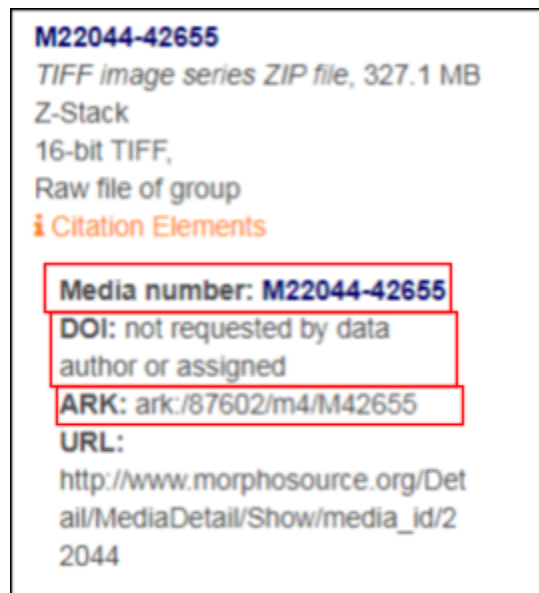 M22044-42655
TIFF image series ZIP file, 327.1 MB
Z-Stack
16-bit TIFF,
Raw file of group
i Citation Elements
Media number: M22044-42655
DOI: not requested by data
author or assigned
ARK: ark:/87602/m4/M42655
URL:
http://www.morphosource.org/Det
ail/MediaDetail/Show/media_id/2
2044